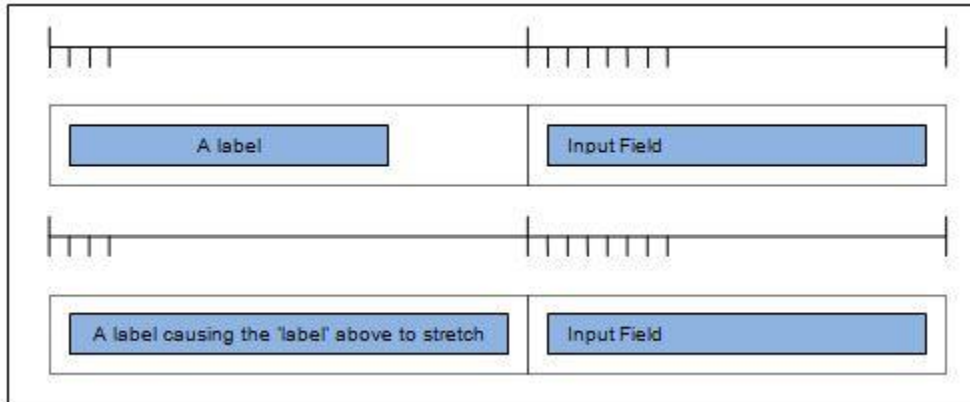 A label
Input Field
A label causing the 'label' above to stretch
Input Field